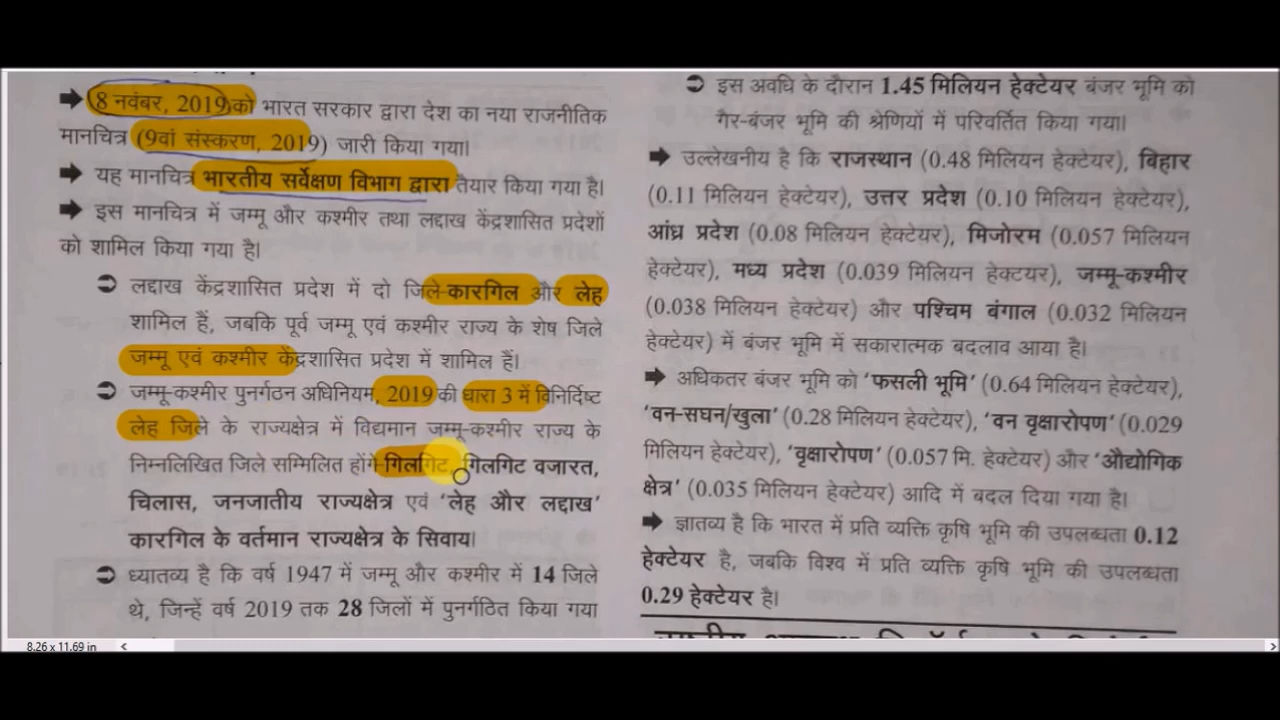 ➡ 8 नवंबर, 2019 को भारत सरकार द्वारा देश का नया राजनीतिक
मानचित्र (9वां संस्करण, 2019) जारी किया गया।
➡ यह मानचित्र भारतीय सर्वेक्षण विभाग द्वारा तैयार किया गया है।
➡ इस मानचित्र में जम्मू और कश्मीर तथा लद्दाख केंद्रशासित प्रदेशों
को शामिल किया गया है।
➲ लद्दाख केंद्रशासित प्रदेश में दो जिले-कारगिल और लेह
शामिल हैं, जबकि पूर्व जम्मू एवं कश्मीर राज्य के शेष जिले
जम्मू एवं कश्मीर केंद्रशासित प्रदेश में शामिल हैं।
➲ जम्मू-कश्मीर पुनर्गठन अधिनियम, 2019 की धारा 3 में विनिर्दिष्ट
लेह जिले के राज्यक्षेत्र में विद्यमान जम्मू-कश्मीर राज्य के
निम्नलिखित जिले सम्मिलित होंगे-गिलगिट, गिलगिट वजारत,
चिलास, जनजातीय राज्यक्षेत्र एवं 'लेह और लद्दाख'
कारगिल के वर्तमान राज्यक्षेत्र के सिवाय।
➲ ध्यातव्य है कि वर्ष 1947 में जम्मू और कश्मीर में 14 जिले
थे, जिन्हें वर्ष 2019 तक 28 जिलों में पुनर्गठित किया गया
➲ इस अवधि के दौरान 1.45 मिलियन हेक्टेयर बंजर भूमि को
गैर-बंजर भूमि की श्रेणियों में परिवर्तित किया गया।
➡ उल्लेखनीय है कि राजस्थान (0.48 मिलियन हेक्टेयर), बिहार
(0.11 मिलियन हेक्टेयर), उत्तर प्रदेश (0.10 मिलियन हेक्टेयर),
आंध्र प्रदेश (0.08 मिलियन हेक्टेयर), मिजोरम (0.057 मिलियन
हेक्टेयर), मध्य प्रदेश (0.039 मिलियन हेक्टयर), जम्मू-कश्मीर
(0.038 मिलियन हेक्टेयर) और पश्चिम बंगाल (0.032 मिलियन
हेक्टेयर) में बंजर भूमि में सकारात्मक बदलाव आया है।
➡ अधिकतर बंजर भूमि को 'फसली भूमि' (0.64 मिलियन हेक्टेयर),
'वन-सघन/खुला' (0.28 मिलियन हेक्टेयर), 'वन वृक्षारोपण' (0.029
मिलियन हेक्टेयर), 'वृक्षारोपण' (0.057 मि. हेक्टेयर) और 'औद्योगिक
क्षेत्र' (0.035 मिलियन हेक्टेयर) आदि में बदल दिया गया है।
➡ ज्ञातव्य है कि भारत में प्रति व्यक्ति कृषि भूमि की उपलब्धता 0.12
हेक्टेयर है, जबकि विश्व में प्रति व्यक्ति कृषि भूमि की उपलब्धता
0.29 हेक्टेयर है।
8.26 x 11.69 in